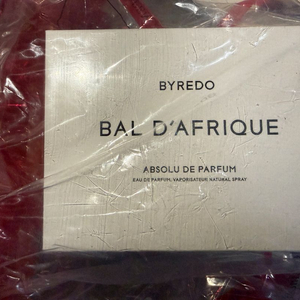 BYREDO
BAL D'AFRIQUE
ABSOLU DE PARFUM
EAU DE PARFUM, VAPORISATEUR NATURAL SPRAY